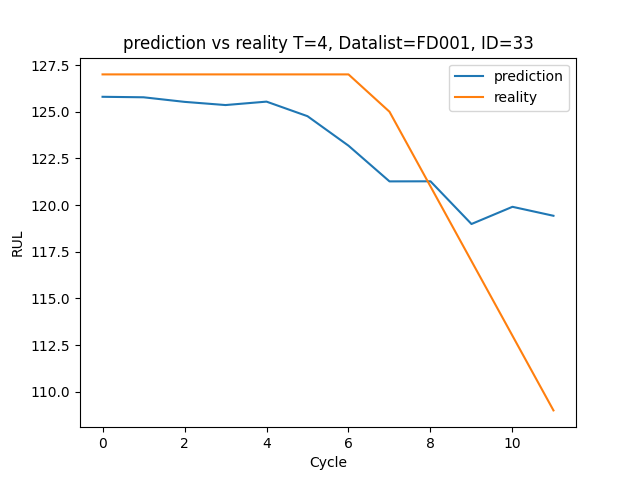 prediction vs reality T=4, Datalist=FD001, ID=33
127.5
125.0
122.5
120.0
117.5
115.0
112.5
110.0
RUL
prediction
reality
0 2 4 6 8 10
Cycle